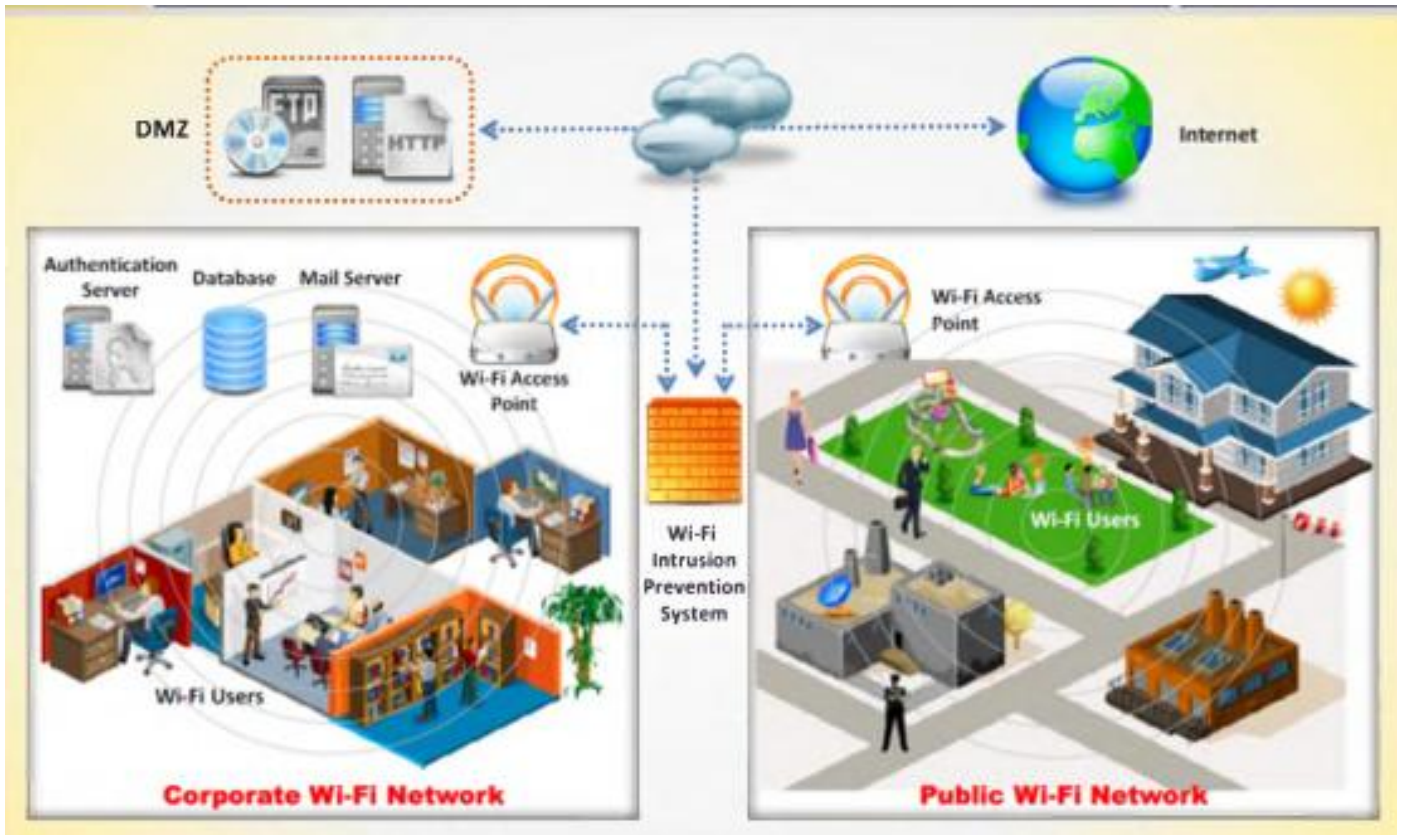 DMZ
FTP
HTTP
Internet
Authentication
Server
Database
Mail Server
Wi-Fi Access
Point
Wi-Fi Users
Corporate Wi-Fi Network
Wi-Fi
Intrusion
Prevention
System
Wi-Fi Access
Point
Wi-Fi Users
Public Wi-Fi Network